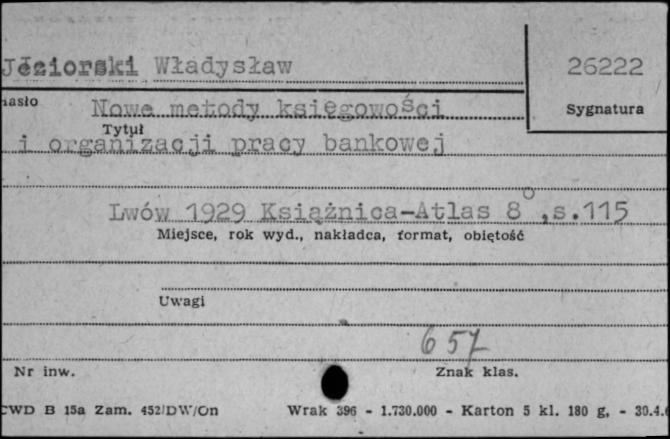 Jeziorski Władysław 26222
Nowe metody księgowości Sygnatura
Tytuł
i organizacji pracy bankowej
Lwów 1929 Książnica-Atlas 8° ,s.115
Miejsce, rok wyd., nakładca, format, objętość
Uwagi
657
Nr inw. Znak klas.
CWD B 15a Zam. 452/DW/On Wrak 396 - 1.730.000 - Karton 5 kl. 180 g, - 30.4.